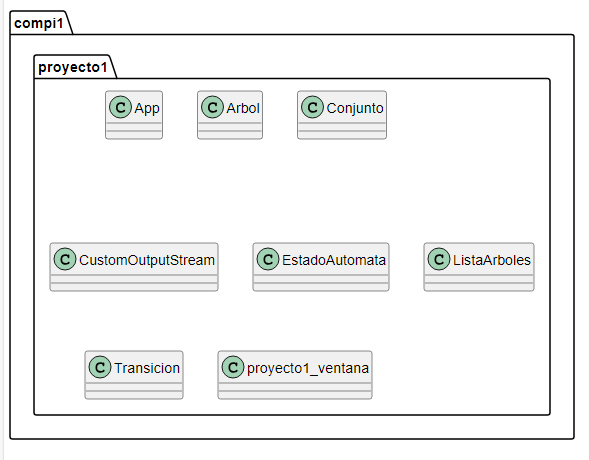 compi1
proyecto1
C App C Arbol C Conjunto
C CustomOutputStream C EstadoAutomata C ListaArboles
C Transicion C proyecto1_ventana